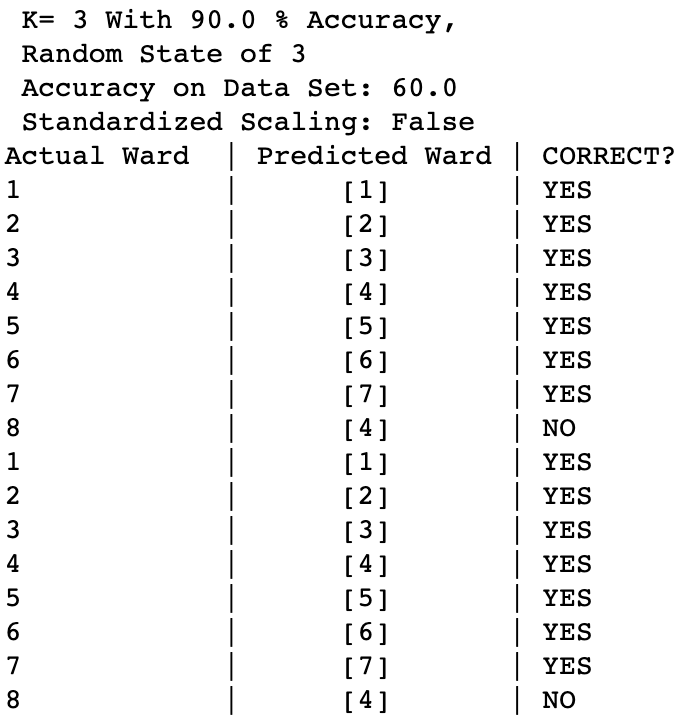 K= 3 With 90.0 % Accuracy,
Random State of 3
Accuracy on Data Set: 60.0
Standardized Scaling: False
Actual Ward | Predicted Ward | CORRECT?
1 | [1] | YES
2 | [2] | YES
3 | [3] | YES
4 | [4] | YES
5 | [5] | YES
6 | [6] | YES
7 | [7] | YES
8 | [4] | NO
1 | [1] | YES
2 | [2] | YES
3 | [3] | YES
4 | [4] | YES
5 | [5] | YES
6 | [6] | YES
7 | [7] | YES
8 | [4] | NO